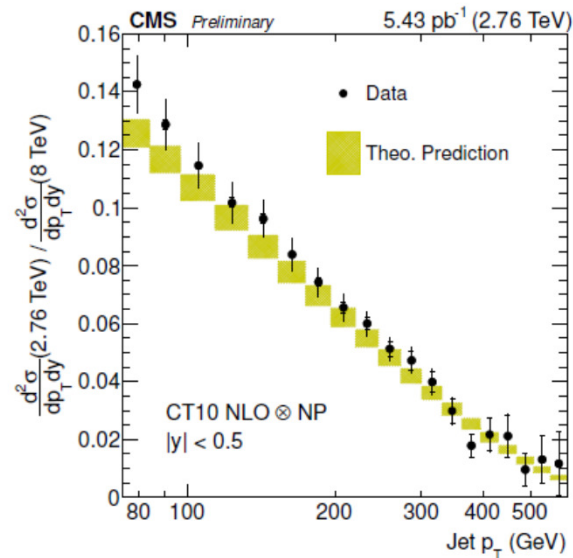 CMS Preliminary 5.43 pb⁻¹ (2.76 TeV)
d²σ/dp_T dy (2.76 TeV) / d²σ/dp_T dy (8 TeV)
0.16
0.14
0.12
0.1
0.08
0.06
0.04
0.02
0
Data
Theo. Prediction
CT10 NLO ⊗ NP
|y| < 0.5
80 100 200 300 400 500
Jet p_T (GeV)